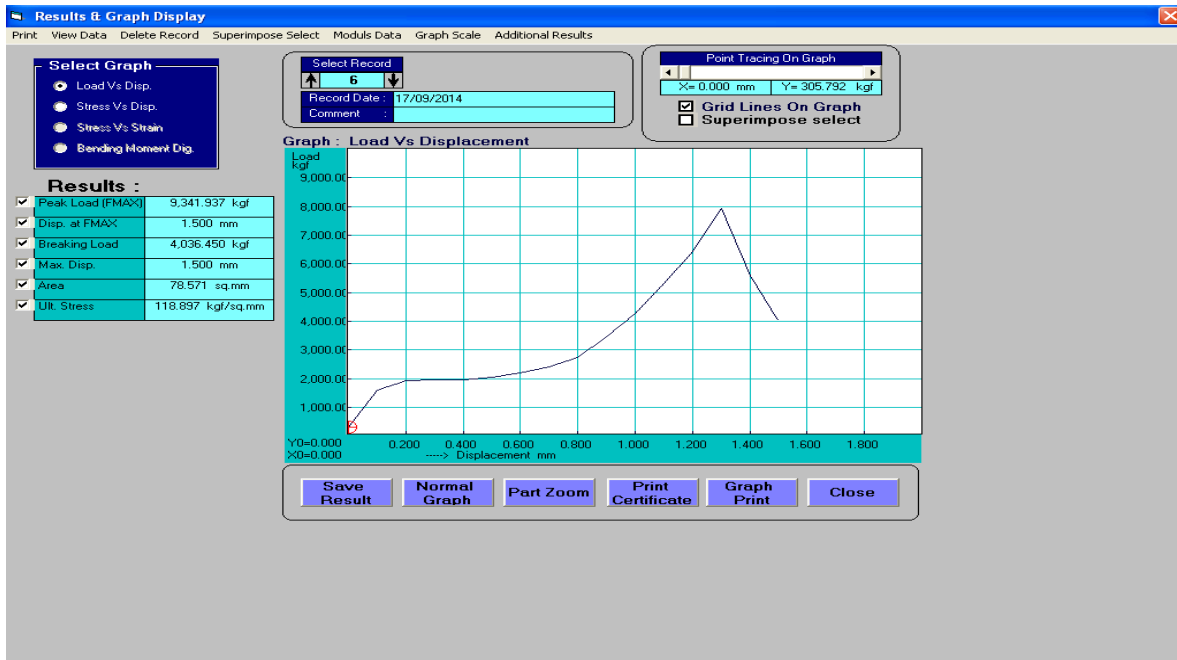 Results & Graph Display
Print View Data Delete Record Superimpose Select Moduls Data Graph Scale Additional Results
Select Graph
Load Vs Disp.
Stress Vs Disp.
Stress Vs Strain
Bending Moment Dig.
Select Record
6
Record Date : 17/09/2014
Comment :
Point Tracing On Graph
X= 0.000 mm Y= 305.792 kgf
Grid Lines On Graph
Superimpose select
Results :
Peak Load (FMAX) 9,341.937 kgf
Disp. at FMAX 1.500 mm
Breaking Load 4,036.450 kgf
Max. Disp. 1.500 mm
Area 78.571 sq.mm
Ult. Stress 118.897 kgf/sq.mm
Graph : Load Vs Displacement
Load
kgf
9,000.00
8,000.00
7,000.00
6,000.00
5,000.00
4,000.00
3,000.00
2,000.00
1,000.00
Y0=0.000 0.200 0.400 0.600 0.800 1.000 1.200 1.400 1.600 1.800
X0=0.000 ----> Displacement mm
Save Result
Normal Graph
Part Zoom
Print Certificate
Graph Print
Close